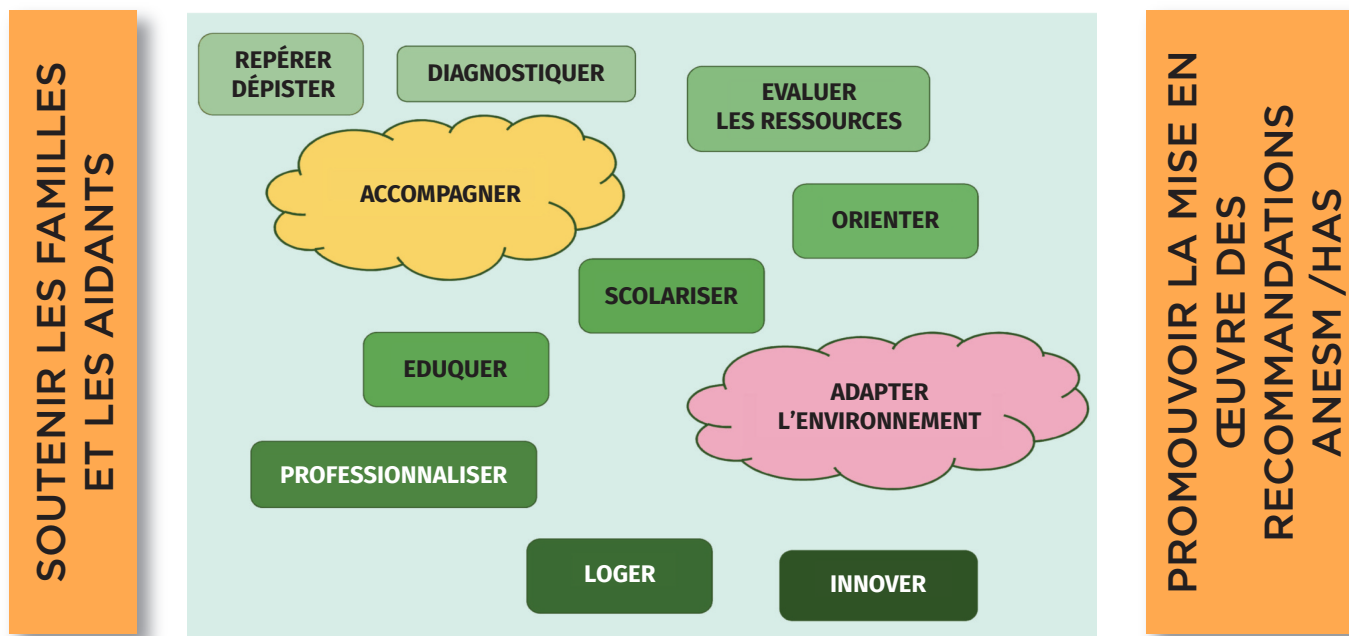 SOUTENIR LES FAMILLES
ET LES AIDANTS
REPÉRER
DÉPISTER
DIAGNOSTIQUER
EVALUER
LES RESSOURCES
ACCOMPAGNER
ORIENTER
SCOLARISER
EDUQUER
ADAPTER
L'ENVIRONNEMENT
PROFESSIONNALISER
LOGER
INNOVER
PROMOUVOIR LA MISE EN
ŒUVRE DES
RECOMMANDATIONS
ANESM /HAS